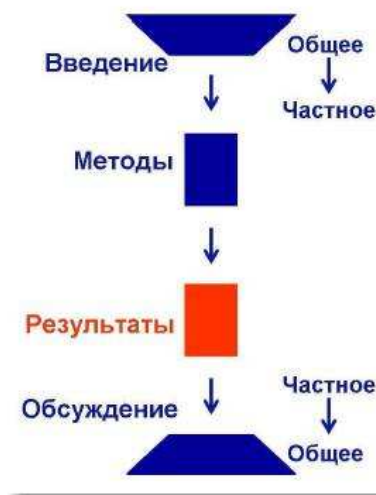 Общее
Введение
Частное
Методы
Результаты
Частное
Обсуждение
Общее